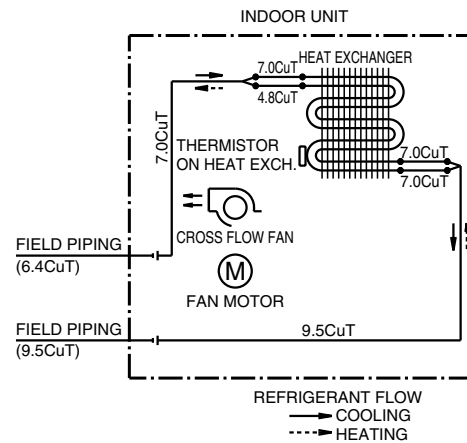 INDOOR UNIT
HEAT EXCHANGER
7.0CuT
4.8CuT
7.0CuT
THERMISTOR
ON HEAT EXCH.
7.0CuT
7.0CuT
CROSS FLOW FAN
FIELD PIPING
(6.4CuT)
M
FAN MOTOR
FIELD PIPING
(9.5CuT)
9.5CuT
REFRIGERANT FLOW
COOLING
HEATING